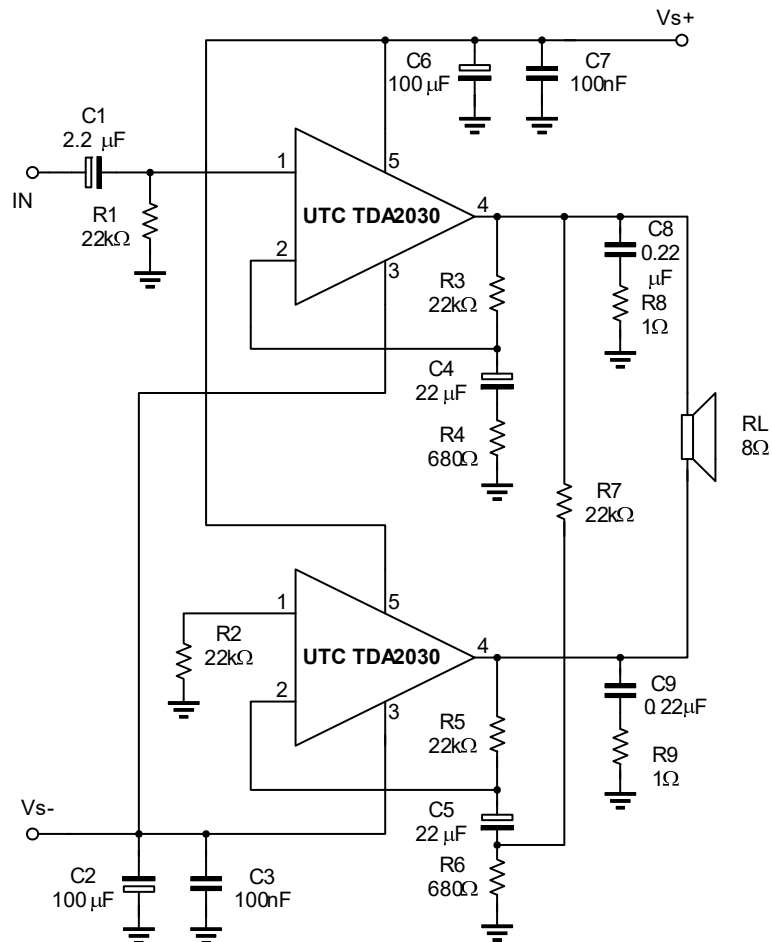 Vs+
C6
100 µF
C7
100nF
C1
2.2 µF
IN
R1
22kΩ
1
5
UTC TDA2030
4
2
3
R3
22kΩ
C8
0.22
µF
R8
1Ω
C4
22 µF
R4
680Ω
RL
8Ω
R7
22kΩ
1
5
R2
22kΩ
UTC TDA2030
4
2
3
C9
0.22µF
R5
22kΩ
R9
1Ω
Vs-
C5
22 µF
R6
680Ω
C2
100 µF
C3
100nF